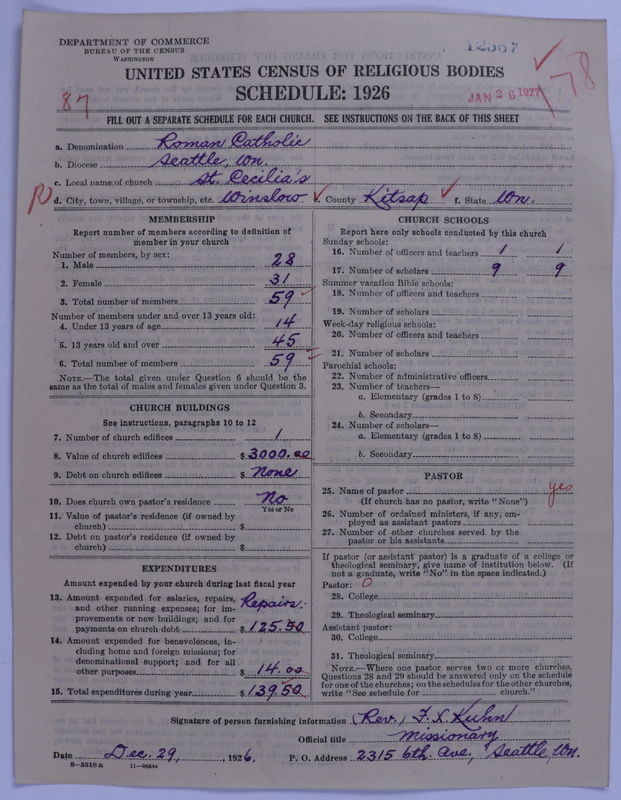 DEPARTMENT OF COMMERCE
BUREAU OF THE CENSUS
WASHINGTON
12567
UNITED STATES CENSUS OF RELIGIOUS BODIES
SCHEDULE: 1926
87
JAN 26 1927
78
FILL OUT A SEPARATE SCHEDULE FOR EACH CHURCH. SEE INSTRUCTIONS ON THE BACK OF THIS SHEET
a. Denomination Roman Catholic
b. Diocese Seattle, Wn.
c. Local name of church St. Cecilia's
d. City, town, village, or township, etc. Winslow e. County Kitsap f. State Wn.
MEMBERSHIP
Report number of members according to definition of
member in your church
Number of members, by sex:
1. Male 28
2. Female 31
3. Total number of members 59
Number of members under and over 13 years old:
4. Under 13 years of age 14
5. 13 years old and over 45
6. Total number of members 59
NOTE.—The total given under Question 6 should be the
same as the total of males and females given under Question 3.
CHURCH BUILDINGS
See instructions, paragraphs 10 to 12
7. Number of church edifices 1
8. Value of church edifices $ 3000.00
9. Debt on church edifices $ None
10. Does church own pastor's residence No
Yes or No
11. Value of pastor's residence (if owned by
church) $
12. Debt on pastor's residence (if owned by
church) $
EXPENDITURES
Amount expended by your church during last fiscal year
13. Amount expended for salaries, repairs, Repairs:
and other running expenses; for im-
provements or new buildings; and for
payments on church debt $ 125.50
14. Amount expended for benevolences, in-
cluding home and foreign missions; for
denominational support; and for all
other purposes $ 14.00
15. Total expenditures during year $ 139.50
CHURCH SCHOOLS
Report here only schools conducted by this church
Sunday schools:
16. Number of officers and teachers 1 1
17. Number of scholars 9 9
Summer vacation Bible schools:
18. Number of officers and teachers
19. Number of scholars
Week-day religious schools:
20. Number of officers and teachers
21. Number of scholars
Parochial schools:
22. Number of administrative officers
23. Number of teachers—
a. Elementary (grades 1 to 8)
b. Secondary
24. Number of scholars—
a. Elementary (grades 1 to 8)
b. Secondary
PASTOR
25. Name of pastor yes
(If church has no pastor, write "None")
26. Number of ordained ministers, if any, em-
ployed as assistant pastors
27. Number of other churches served by the
pastor or his assistants
If pastor (or assistant pastor) is a graduate of a college or
theological seminary, give name of institution below. (If
not a graduate, write "No" in the space indicated.)
Pastor: 0
28. College
29. Theological seminary
Assistant pastor:
30. College
31. Theological seminary
NOTE.—Where one pastor serves two or more churches,
Questions 28 and 29 should be answered only on the schedule
for one of the churches; on the schedules for the other churches,
write "See schedule for church."
Signature of person furnishing information Rev. F. X. Kuhn
Official title Missionary
Date Dec. 29, 1926. P. O. Address 2315 6th. Ave., Seattle, Wn.
8—5518 a